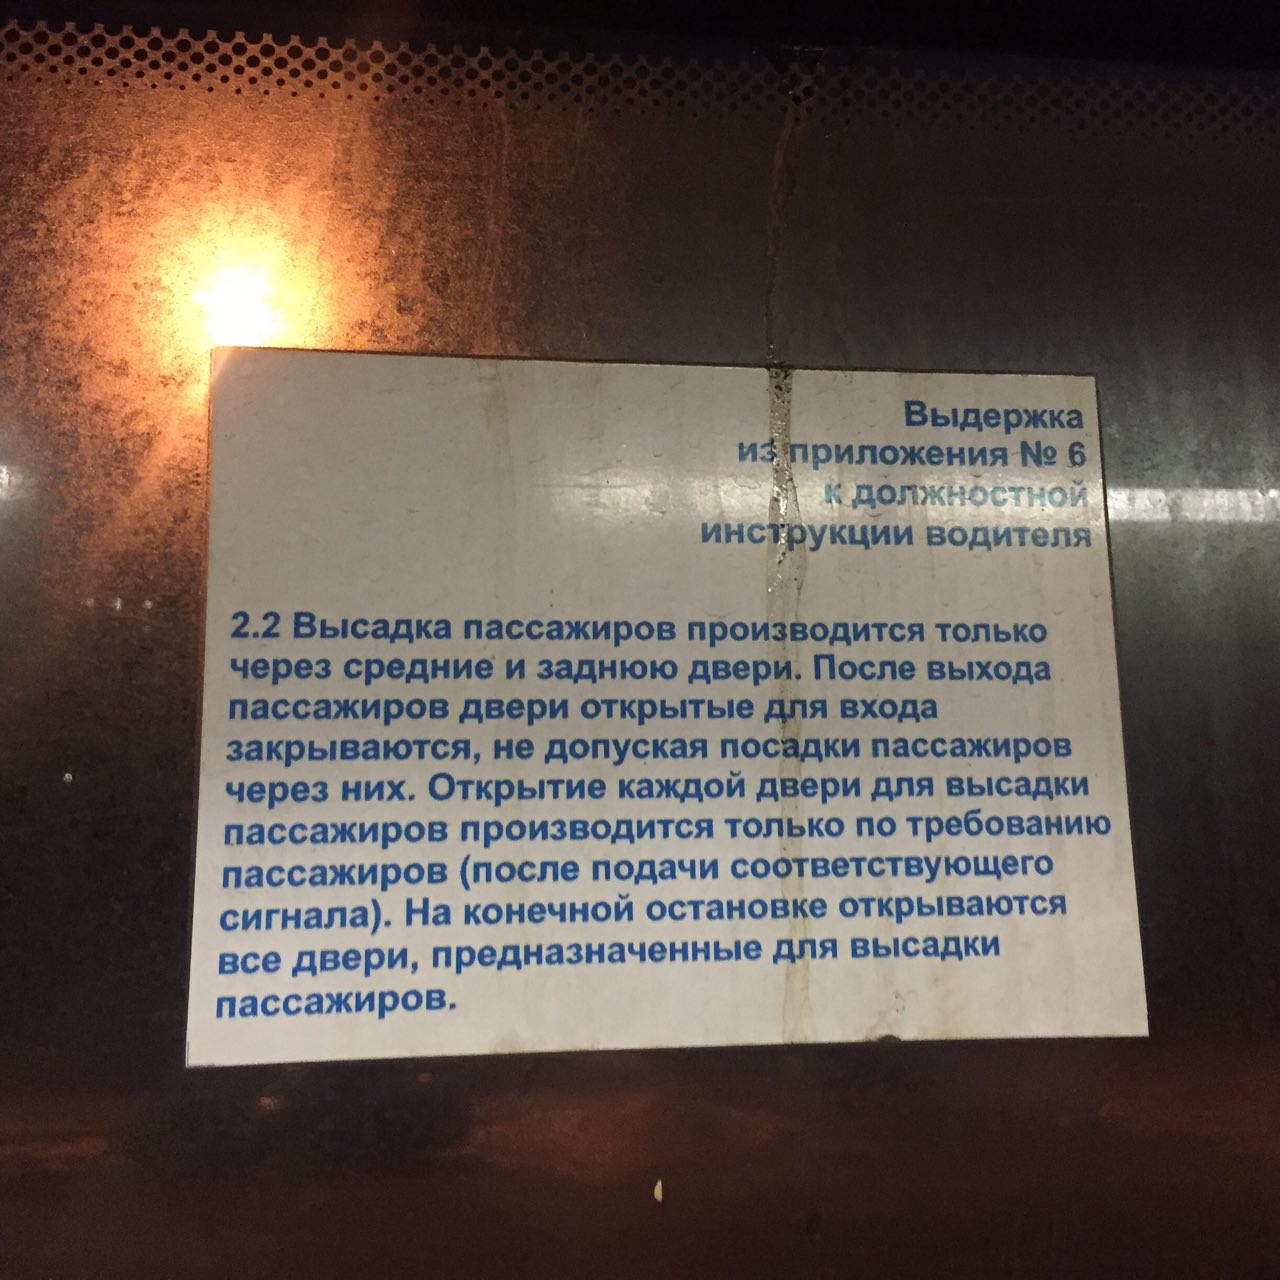 Выдержка
из приложения № 6
к должностной
инструкции водителя
2.2 Высадка пассажиров производится только
через средние и заднюю двери. После выхода
пассажиров двери открытые для входа
закрываются, не допуская посадки пассажиров
через них. Открытие каждой двери для высадки
пассажиров производится только по требованию
пассажиров (после подачи соответствующего
сигнала). На конечной остановке открываются
все двери, предназначенные для высадки
пассажиров.